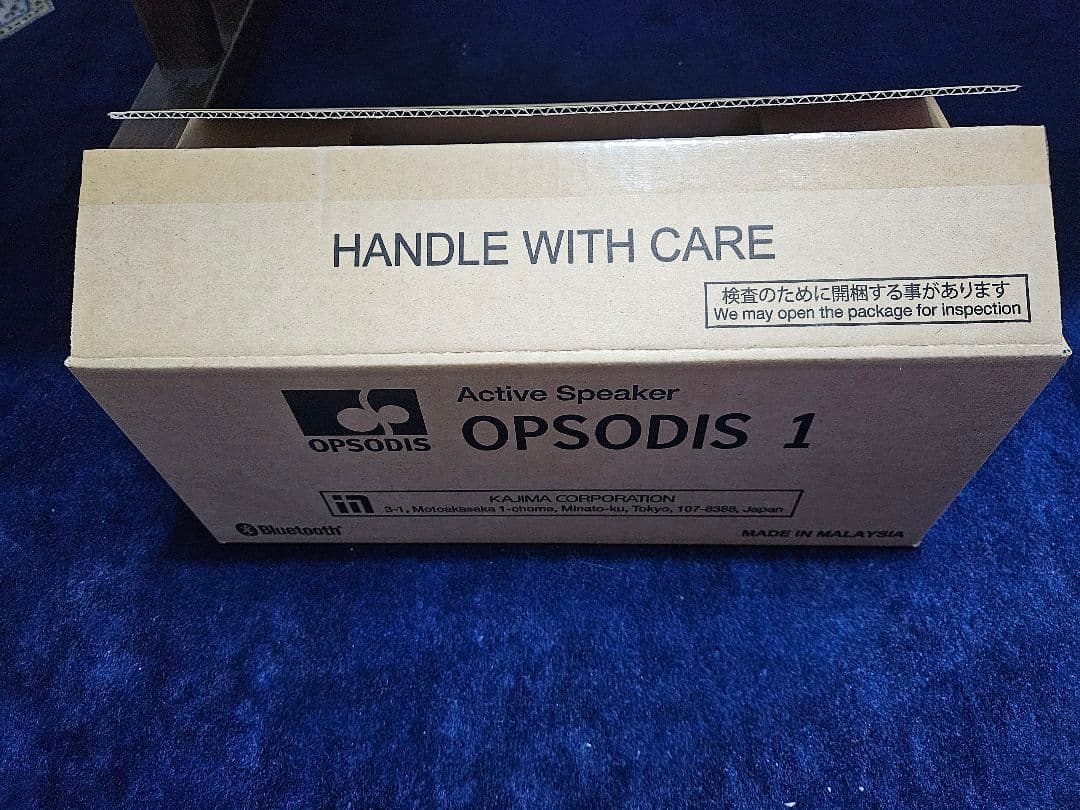 HANDLE WITH CARE
検査のために開梱する事があります
We may open the package for inspection
Active Speaker
OPSODIS
OPSODIS 1
KAJIMA CORPORATION
3-1, Motoakasaka 1-chome, Minato-ku, Tokyo, 107-8388, Japan
Bluetooth
MADE IN MALAYSIA